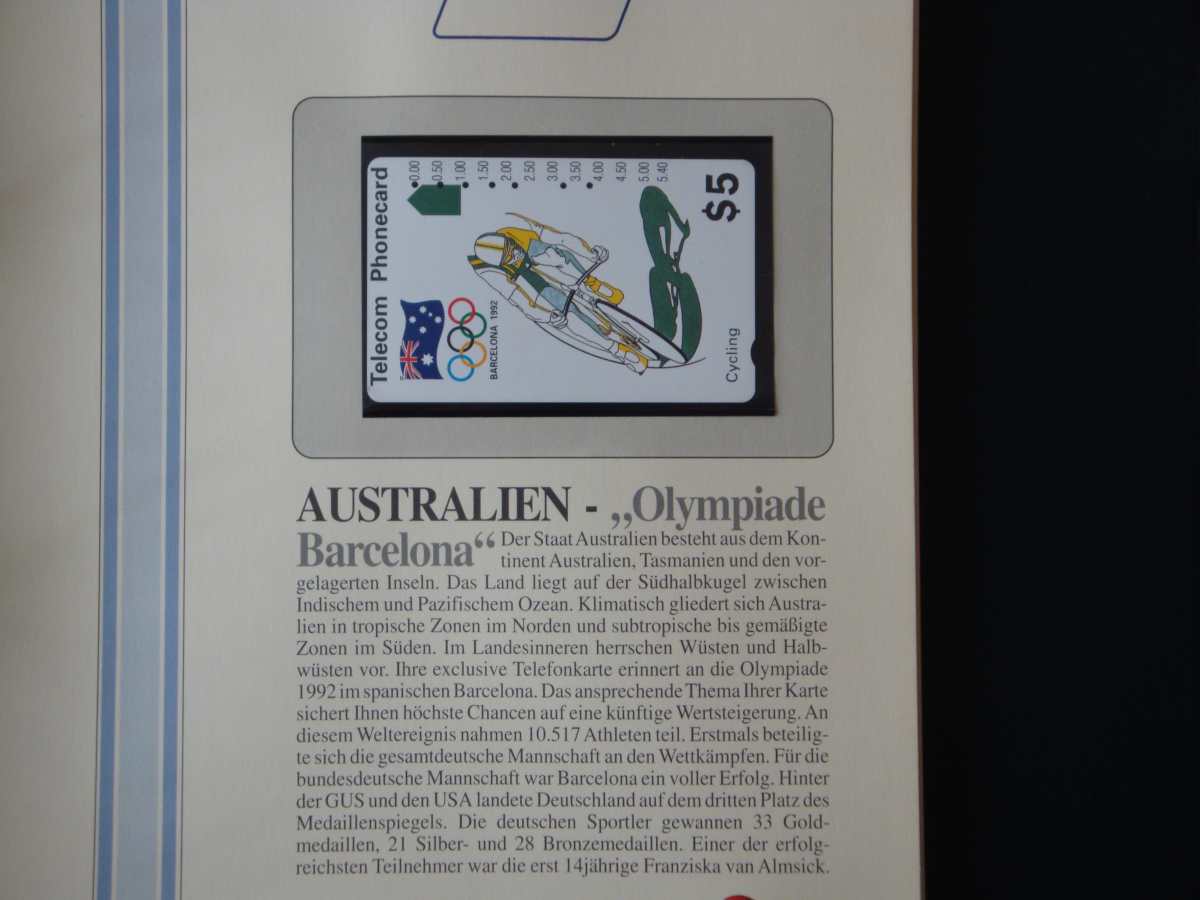 Telecom Phonecard
0.00
0.50
1.00
1.50
2.00
2.50
3.00
3.50
4.00
4.50
5.00
5.40
BARCELONA 1992
Cycling
$5
AUSTRALIEN - „Olympiade
Barcelona“ Der Staat Australien besteht aus dem Kon-
tinent Australien, Tasmanien und den vor-
gelagerten Inseln. Das Land liegt auf der Südhalbkugel zwischen
Indischem und Pazifischem Ozean. Klimatisch gliedert sich Austra-
lien in tropische Zonen im Norden und subtropische bis gemäßigte
Zonen im Süden. Im Landesinneren herrschen Wüsten und Halb-
wüsten vor. Ihre exclusive Telefonkarte erinnert an die Olympiade
1992 im spanischen Barcelona. Das ansprechende Thema Ihrer Karte
sichert Ihnen höchste Chancen auf eine künftige Wertsteigerung. An
diesem Weltereignis nahmen 10.517 Athleten teil. Erstmals beteilig-
te sich die gesamtdeutsche Mannschaft an den Wettkämpfen. Für die
bundesdeutsche Mannschaft war Barcelona ein voller Erfolg. Hinter
der GUS und den USA landete Deutschland auf dem dritten Platz des
Medaillenspiegels. Die deutschen Sportler gewannen 33 Gold-
medaillen, 21 Silber- und 28 Bronzemedaillen. Einer der erfolg-
reichsten Teilnehmer war die erst 14jährige Franziska van Almsick.